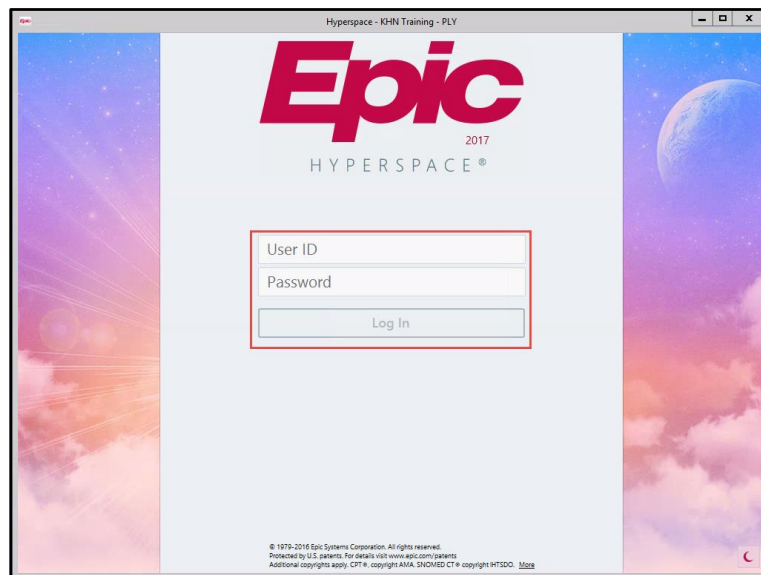 Epic
Hyperspace - KHN Training - PLY
Epic
2017
HYPERSPACE®
User ID
Password
Log In
© 1979-2016 Epic Systems Corporation. All rights reserved.
Protected by U.S. patents. For details visit www.epic.com/patents
Additional copyrights apply. CPT®, copyright AMA. SNOMED CT® copyright IHTSDO. More